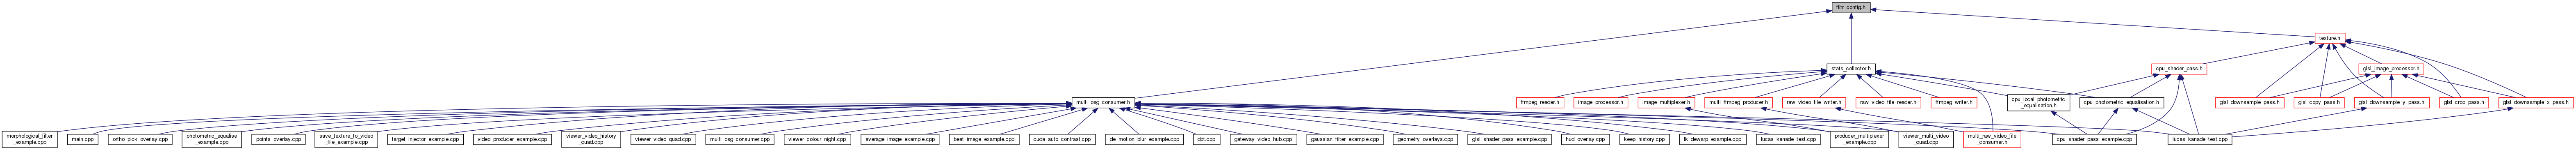 filtr_config.h
texture.h
stats_collector.h
cpu_shader_pass.h
glsl_image_processor.h
multi_osg_consumer.h
ffmpeg_reader.h
image_processor.h
image_multiplexer.h
multi_ffmpeg_producer.h
raw_video_file_writer.h
raw_video_file_reader.h
ffmpeg_writer.h
cpu_local_photometric
_equalisation.h
cpu_photometric_equalisation.h
glsl_downsample_pass.h
glsl_copy_pass.h
glsl_downsample_y_pass.h
glsl_crop_pass.h
glsl_downsample_x_pass.h
morphological_filter
_example.cpp
main.cpp
ortho_pick_overlay.cpp
photometric_equalise
_example.cpp
points_overlay.cpp
save_texture_to_video
_file_example.cpp
target_injector_example.cpp
video_producer_example.cpp
viewer_video_history
_quad.cpp
viewer_video_quad.cpp
multi_osg_consumer.cpp
viewer_colour_right.cpp
average_image_example.cpp
beat_image_example.cpp
cuda_auto_contrast.cpp
de_motion_blur_example.cpp
dpt.cpp
gateway_video_hub.cpp
gaussian_filter_example.cpp
geometry_overlays.cpp
glsl_shader_pass_example.cpp
hud_overlay.cpp
keep_history.cpp
lk_dewarp_example.cpp
lucas_kanade_test.cpp
producer_multiplexer
_example.cpp
viewer_multi_video
_quad.cpp
multi_raw_video_file
_consumer.h
cpu_shader_pass_example.cpp
lucas_kanade_test.cpp